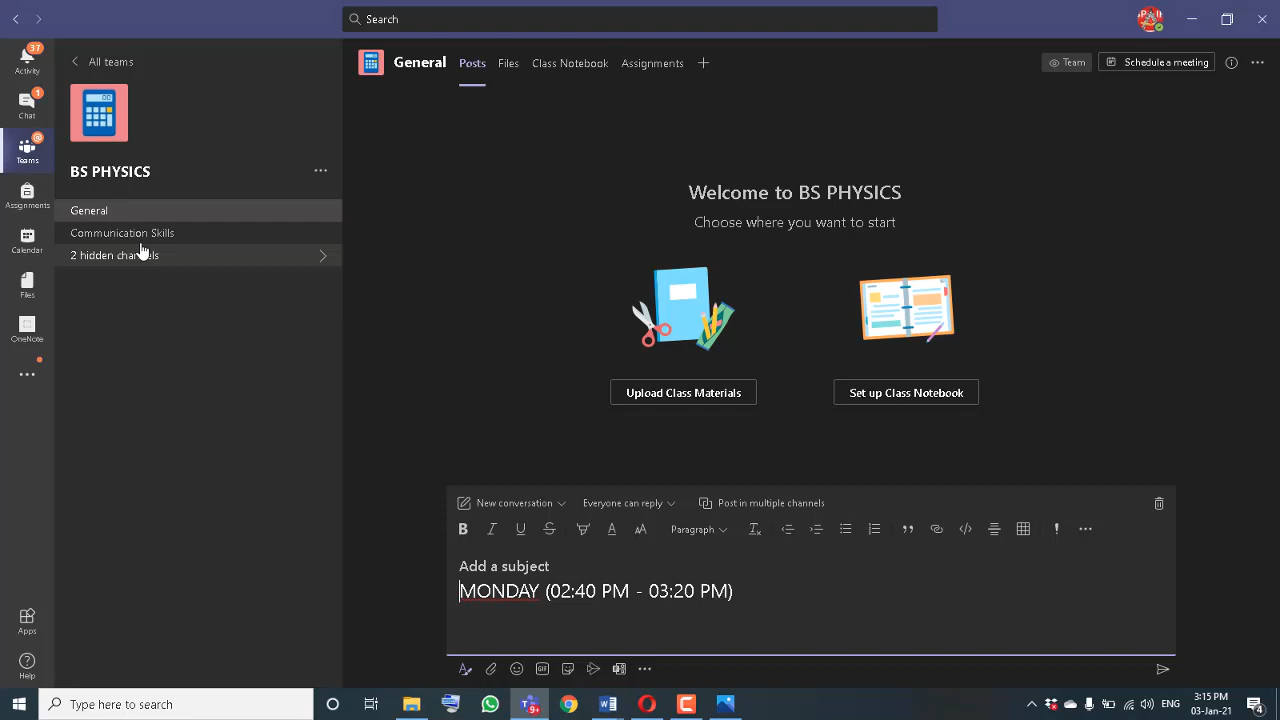 Search
37
Activity
1
Chat
@
Teams
Assignments
Calendar
Files
OneNote
Apps
Help
All teams
BS PHYSICS
General
Communication Skills
2 hidden channels
General
Posts
Files
Class Notebook
Assignments
Team
Schedule a meeting
Welcome to BS PHYSICS
Choose where you want to start
Upload Class Materials
Set up Class Notebook
New conversation
Everyone can reply
Post in multiple channels
Paragraph
Add a subject
MONDAY (02:40 PM - 03:20 PM)
Type here to search
9+
ENG
3:15 PM
03-Jan-21
4